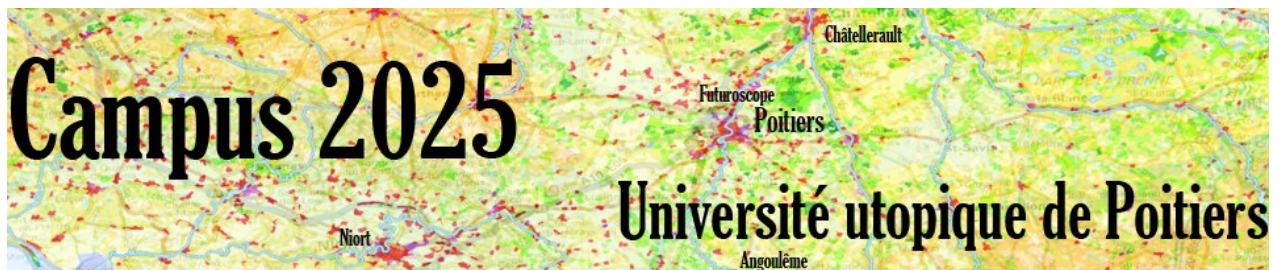 Châtellerault
Campus 2025
Futuroscope
Poitiers
Université utopique de Poitiers
Niort
Angoulême